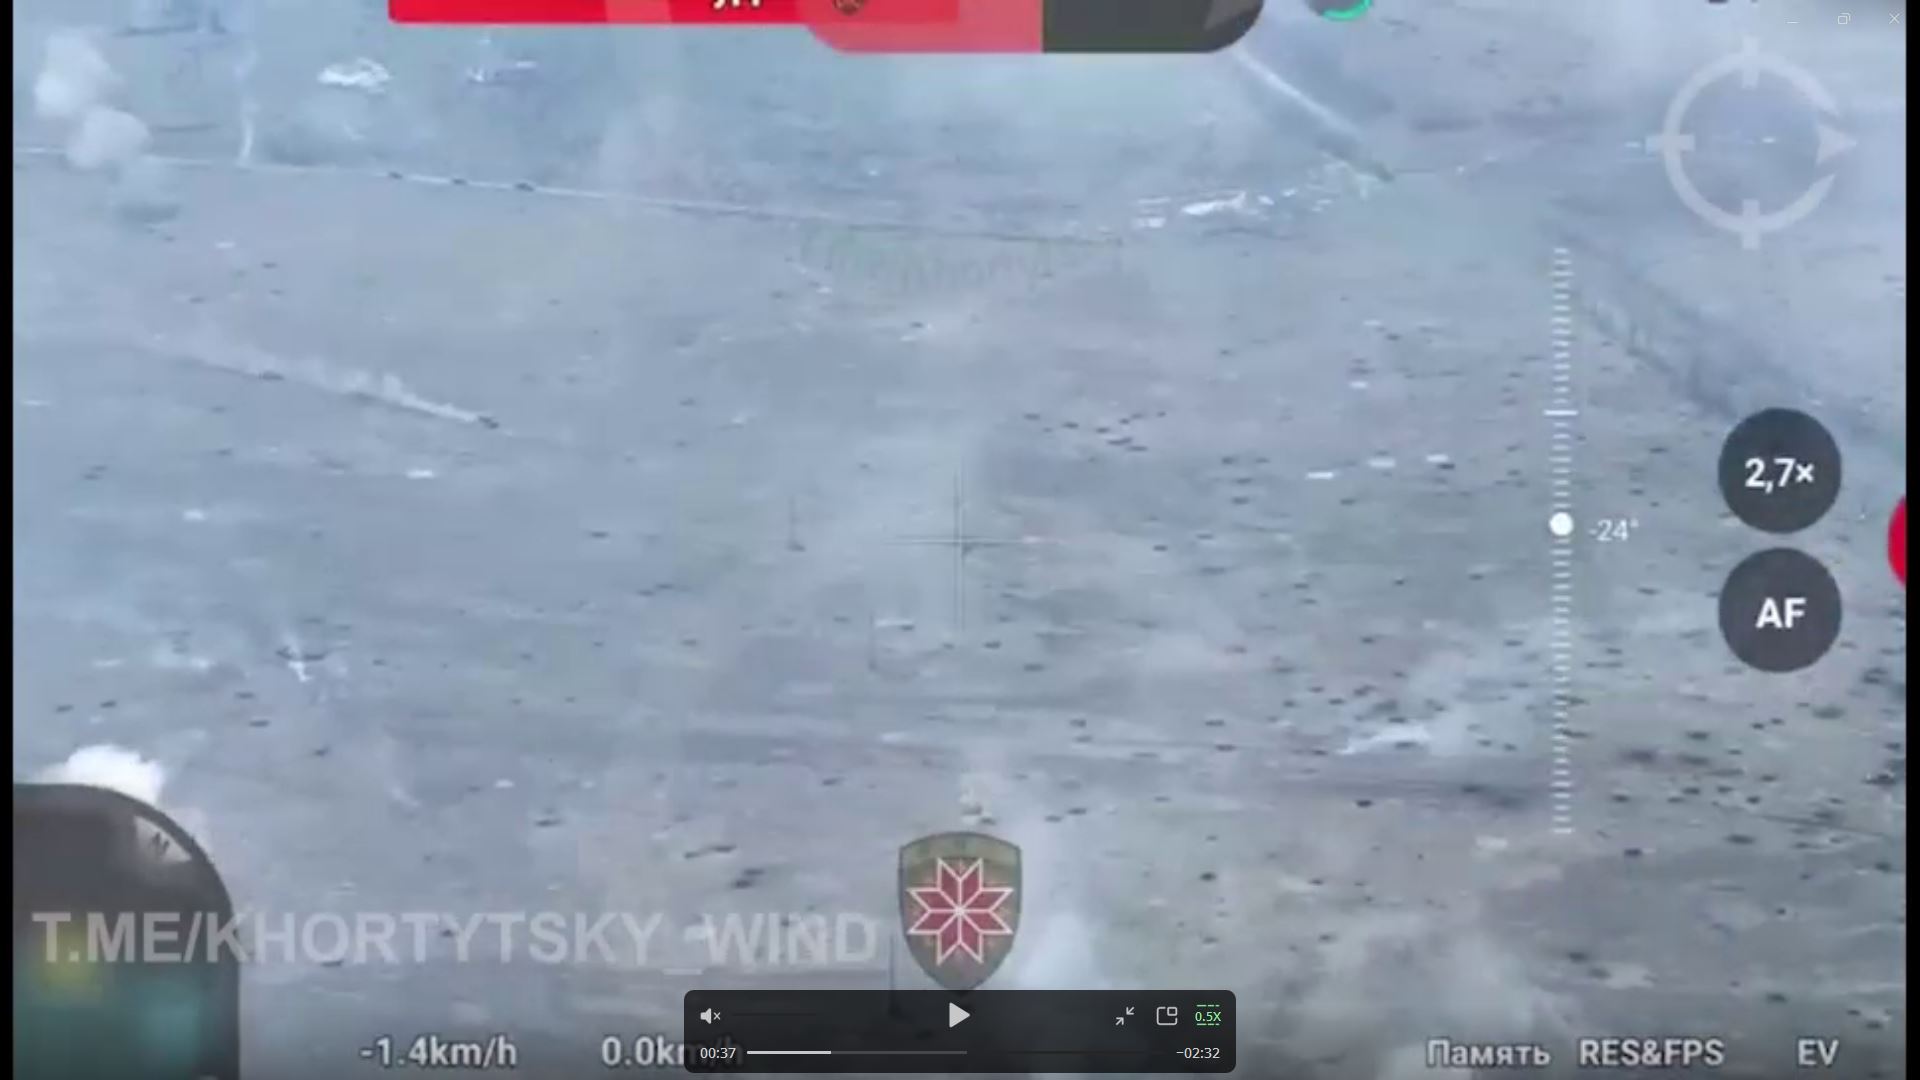 2,7×
-24°
AF
T.ME/KHORTYTSKY_WIND
-1.4km/h
Память RES&FPS EV
0.5X
00:37
−02:32